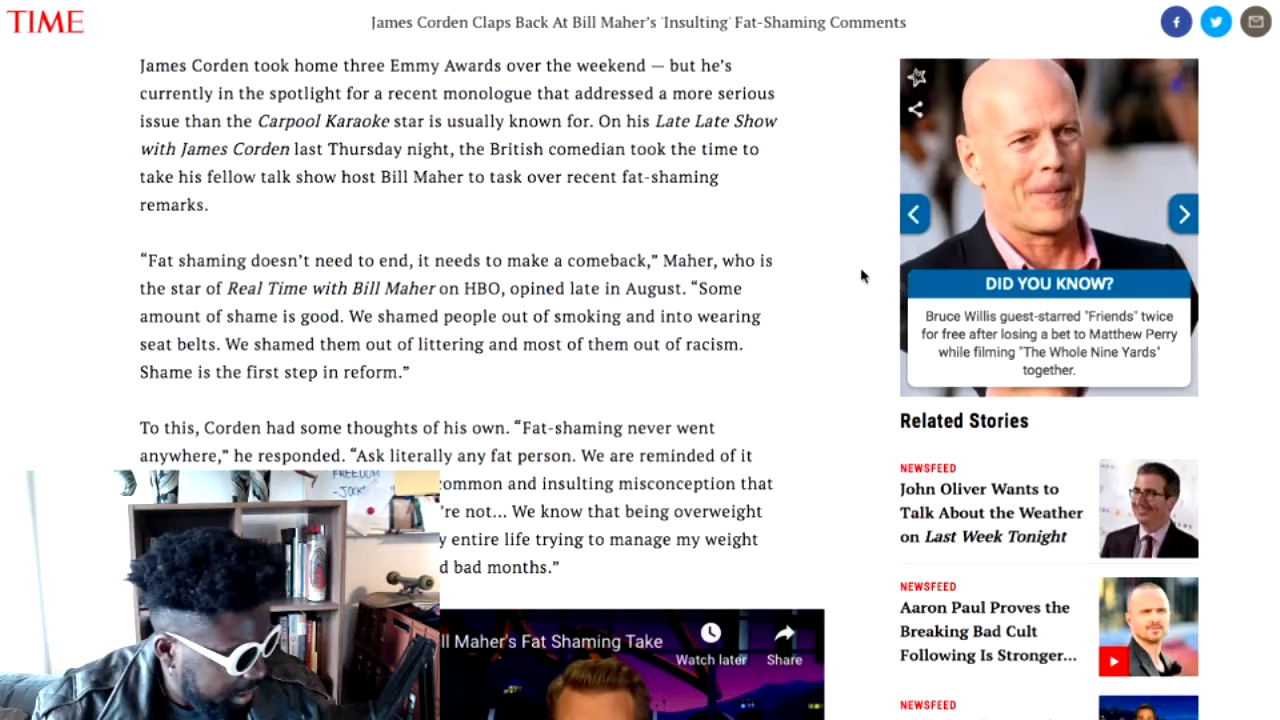 TIME
James Corden Claps Back At Bill Maher's 'Insulting' Fat-Shaming Comments
James Corden took home three Emmy Awards over the weekend — but he's
currently in the spotlight for a recent monologue that addressed a more serious
issue than the Carpool Karaoke star is usually known for. On his Late Late Show
with James Corden last Thursday night, the British comedian took the time to
take his fellow talk show host Bill Maher to task over recent fat-shaming
remarks.
“Fat shaming doesn't need to end, it needs to make a comeback,” Maher, who is
the star of Real Time with Bill Maher on HBO, opined late in August. “Some
amount of shame is good. We shamed people out of smoking and into wearing
seat belts. We shamed them out of littering and most of them out of racism.
Shame is the first step in reform.”
To this, Corden had some thoughts of his own. “Fat-shaming never went
anywhere,” he responded. “Ask literally any fat person. We are reminded of it
common and insulting misconception that
're not... We know that being overweight
y entire life trying to manage my weight
d bad months.”
FREEDOM
-JOCK
ll Maher's Fat Shaming Take
Watch later
Share
DID YOU KNOW?
Bruce Willis guest-starred "Friends" twice
for free after losing a bet to Matthew Perry
while filming "The Whole Nine Yards"
together.
Related Stories
NEWSFEED
John Oliver Wants to
Talk About the Weather
on Last Week Tonight
NEWSFEED
Aaron Paul Proves the
Breaking Bad Cult
Following Is Stronger...
NEWSFEED